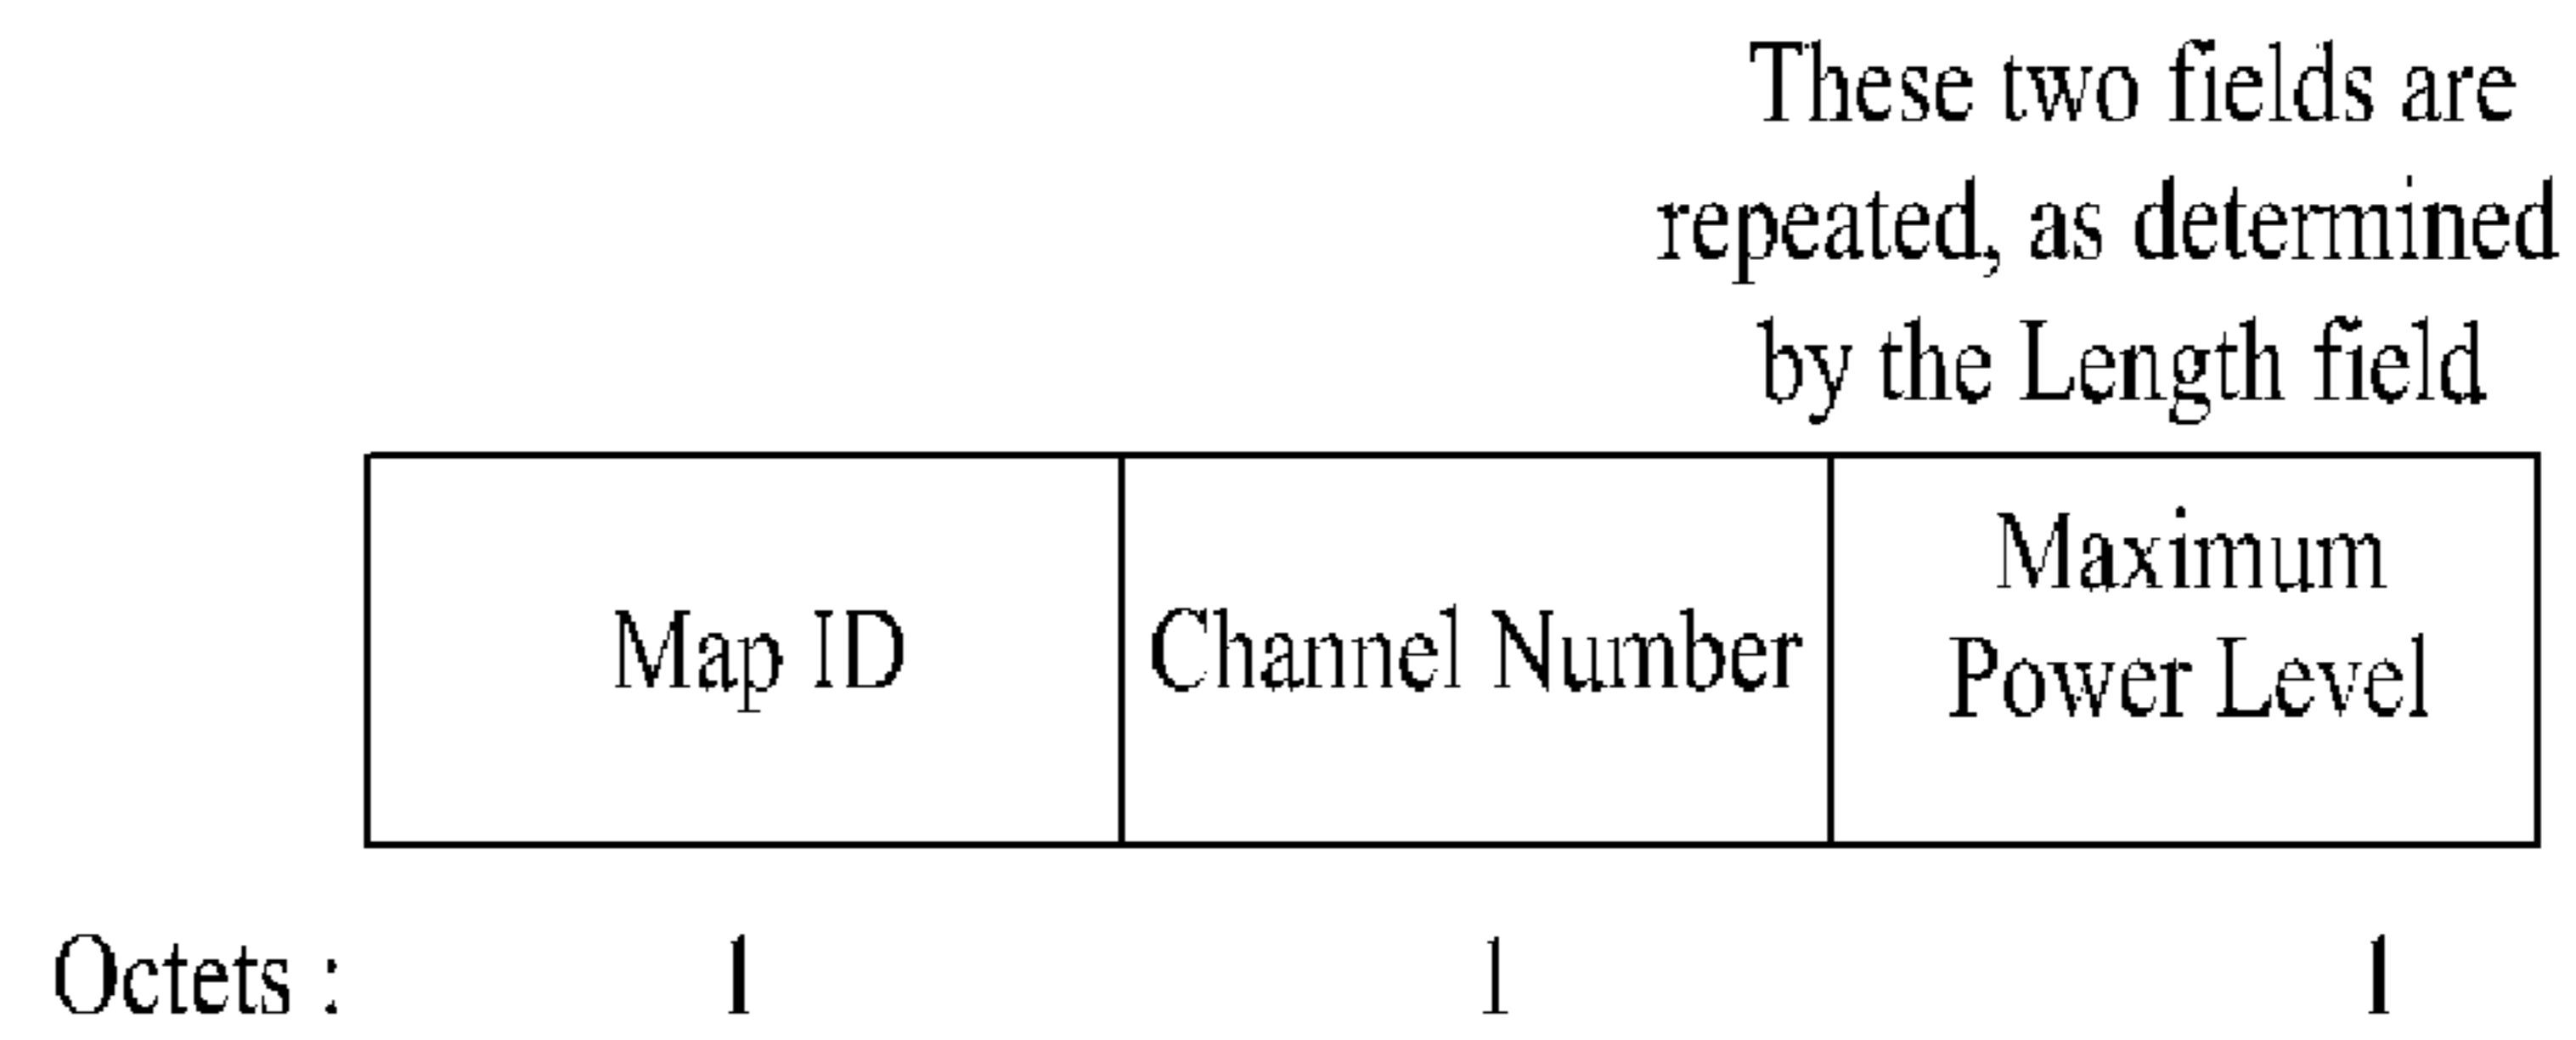 These two fields are
repeated, as determined
by the Length field
Map ID
Channel Number
Maximum
Power Level
Octets :
1
1
1